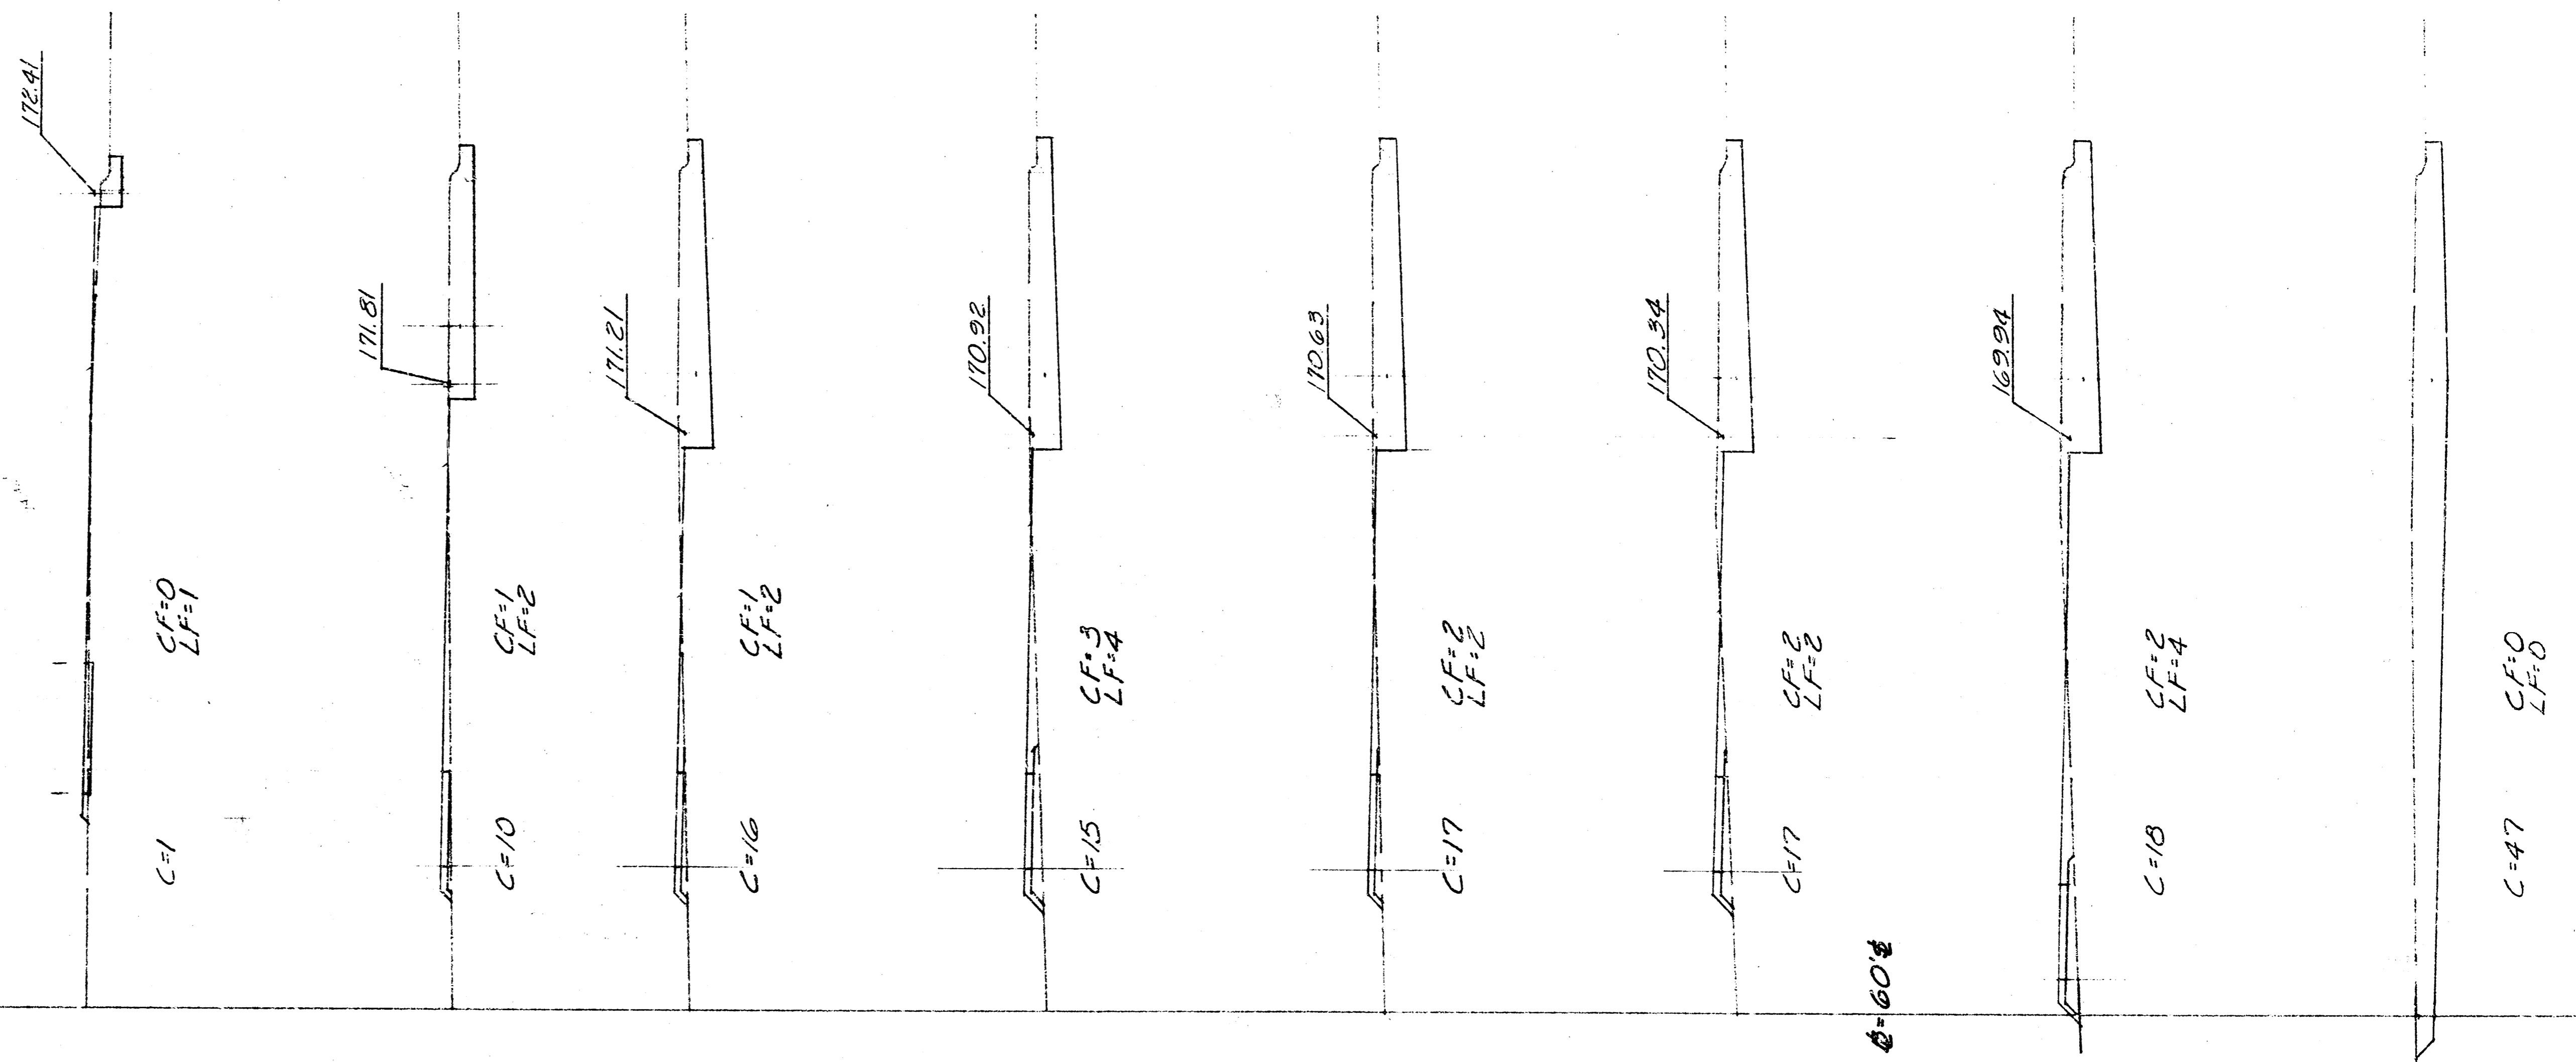 172.41
CF=0
LF=1
C=1
171.81
CF=1
LF=2
C=10
171.21
CF=1
LF=2
C=16
170.92
CF=3
LF=4
C=15
170.63
CF=2
LF=2
C=17
170.34
CF=2
LF=2
C=17
=60'±
169.94
CF=2
LF=4
C=18
CF=0
LF=0
C=47